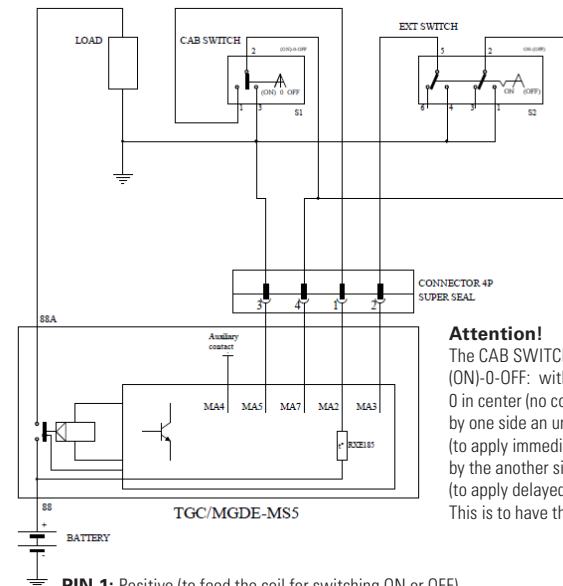 EXT SWITCH
LOAD
CAB SWITCH
2
(ON)-0-OFF
5
2
ON-(OFF)
(ON) 0 OFF
1
3
S1
ON
(OFF)
6
4
3
1
S2
CONNECTOR 4P
SUPER SEAL
3
4
1
2
88A
Auxiliary
contact
Attention!
The CAB SWITCH
(ON)-0-OFF: with
0 in center (no co
by one side an un
(to apply immedi
by the another si
(to apply delayed
This is to have th
MA4
MA5
MA7
MA2
MA3
t°
RXE185
88
TGC/MGDE-MS5
+
BATTERY
-
PIN 1: Positive (to feed the coil for switching ON or OFF)